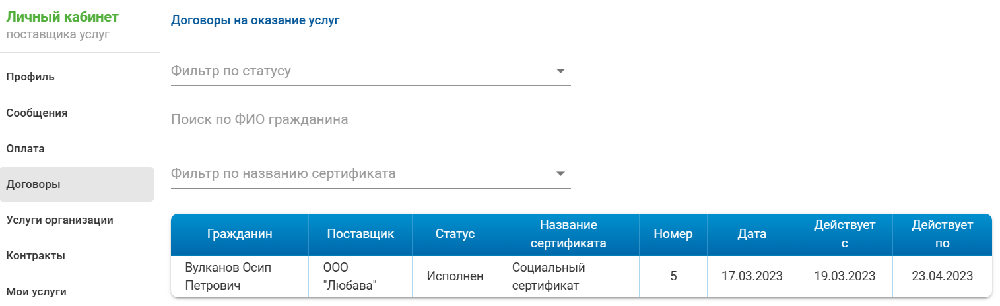 Личный кабинет
поставщика услуг
Профиль
Сообщения
Оплата
Договоры
Услуги организации
Контракты
Мои услуги
Договоры на оказание услуг
Фильтр по статусу
Поиск по ФИО гражданина
Фильтр по названию сертификата
Гражданин
Поставщик
Статус
Название
сертификата
Номер
Дата
Действует
с
Действует
по
Вулканов Осип
Петрович
ООО
"Любава"
Исполнен
Социальный
сертификат
5
17.03.2023
19.03.2023
23.04.2023